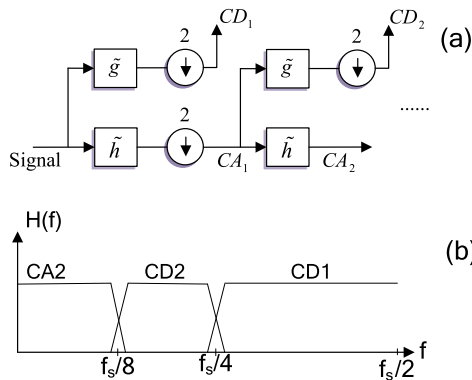 2 CD₁ 2 CD₂
g̃ g̃ (a)
2 ......
Signal h̃ CA₁ h̃ CA₂
H(f) (b)
CA2 CD2 CD1
f
fₛ/8 fₛ/4 fₛ/2